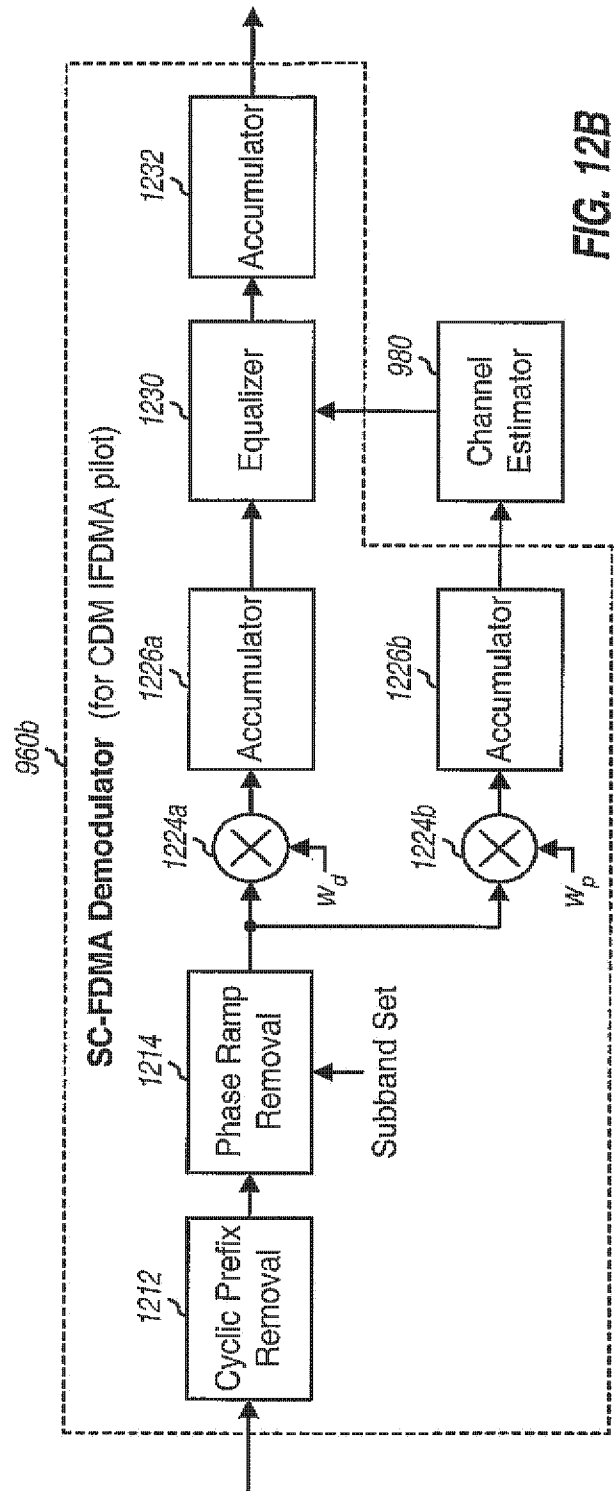 960b
SC-FDMA Demodulator (for CDM IFDMA pilot)
1212
Cyclic Prefix
Removal
1214
Phase Ramp
Removal
Subband Set
1224a
w_d
1226a
Accumulator
1230
Equalizer
1232
Accumulator
1224b
w_p
1226b
Accumulator
980
Channel
Estimator
FIG. 12B